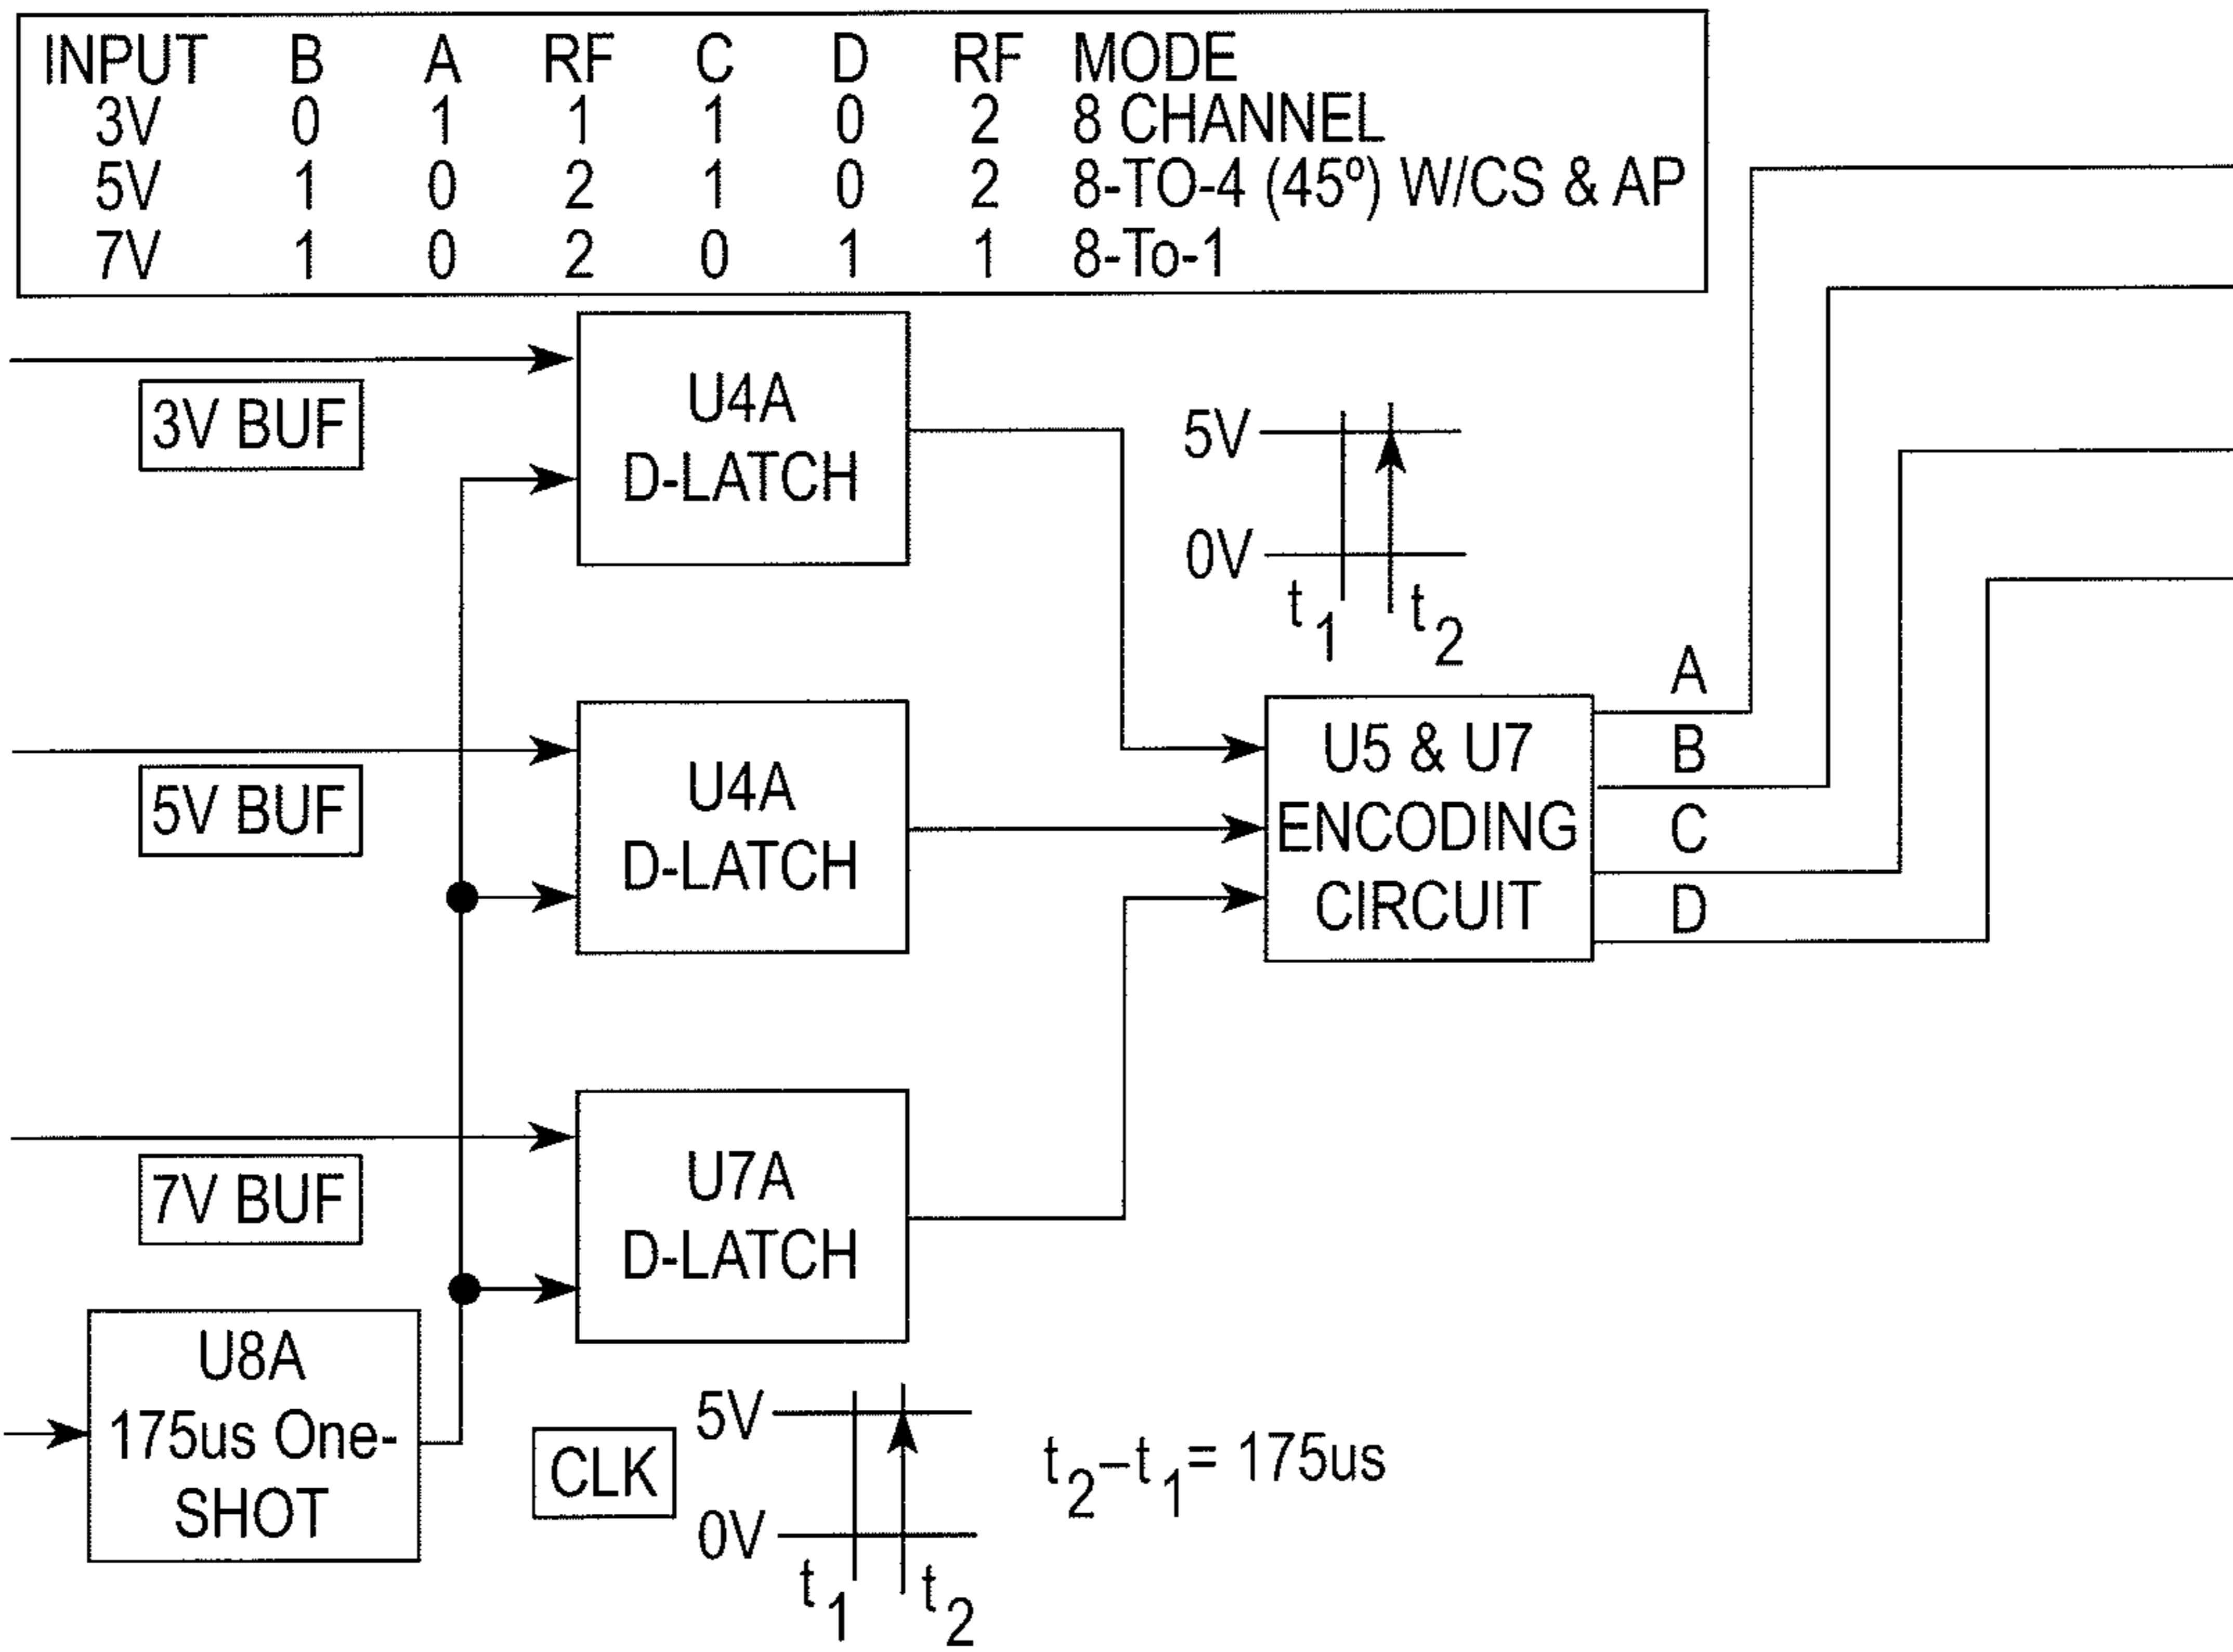 INPUT B A RF C D RF MODE
3V 0 1 1 1 0 2 8 CHANNEL
5V 1 0 2 1 0 2 8-TO-4 (45º) W/CS & AP
7V 1 0 2 0 1 1 8-To-1
3V BUF
U4A
D-LATCH
5V
0V
t1 t2
5V BUF
U4A
D-LATCH
U5 & U7
ENCODING
CIRCUIT
A
B
C
D
7V BUF
U7A
D-LATCH
U8A
175us One-
SHOT
CLK
5V
0V
t1 t2
t2–t1= 175us